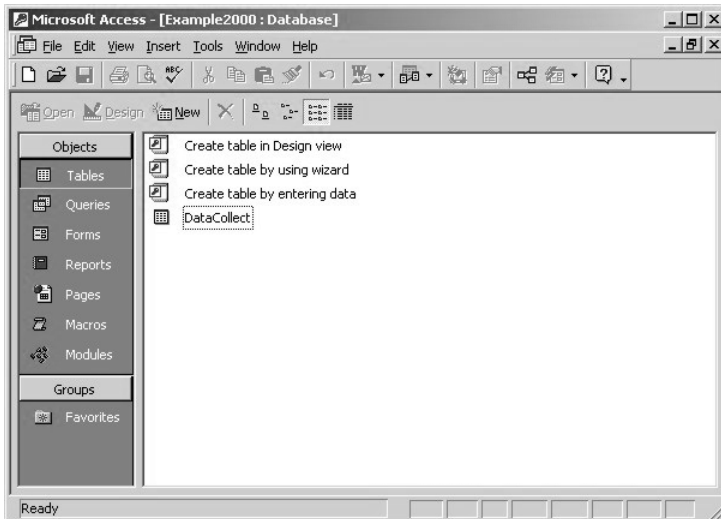 Microsoft Access - [Example2000 : Database]
File Edit View Insert Tools Window Help
Open Design New
Objects
Tables
Queries
Forms
Reports
Pages
Macros
Modules
Groups
Favorites
Create table in Design view
Create table by using wizard
Create table by entering data
DataCollect
Ready